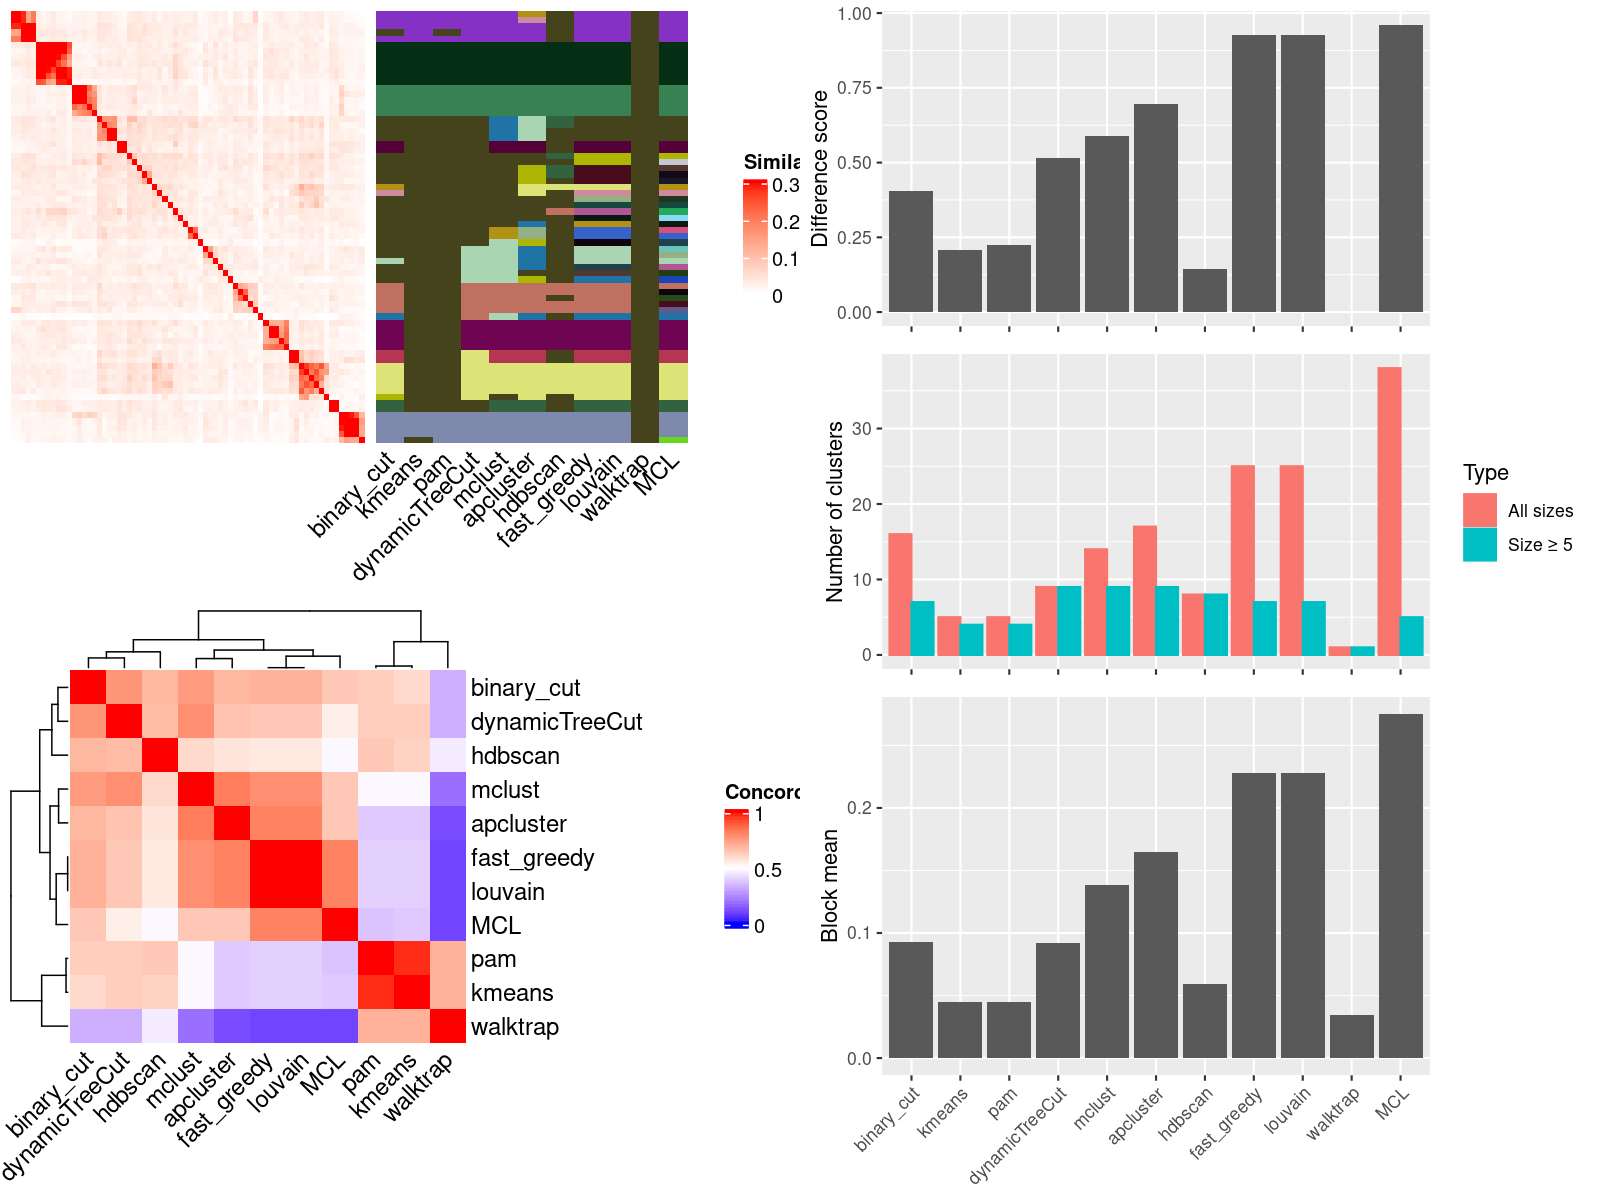 Simila
0.3
0.2
0.1
0
binary_cut
kmeans
pam
dynamicTreeCut
mclust
apcluster
hdbscan
fast_greedy
louvain
walktrap
MCL
binary_cut
dynamicTreeCut
hdbscan
mclust
apcluster
fast_greedy
louvain
MCL
pam
kmeans
walktrap
Concord
1
0.5
0
binary_cut
dynamicTreeCut
hdbscan
mclust
apcluster
fast_greedy
louvain
MCL
pam
kmeans
walktrap
Difference score
1.00
0.75
0.50
0.25
0.00
Number of clusters
30
20
10
0
Type
All sizes
Size ≥ 5
Block mean
0.2
0.1
0.0
binary_cut
kmeans
pam
dynamicTreeCut
mclust
apcluster
hdbscan
fast_greedy
louvain
walktrap
MCL